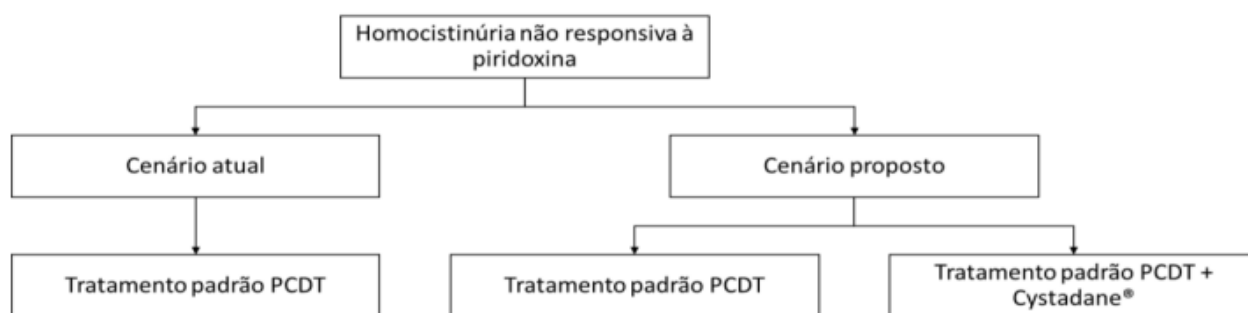 Homocistinúria não responsiva à
piridoxina
Cenário atual
Cenário proposto
Tratamento padrão PCDT
Tratamento padrão PCDT
Tratamento padrão PCDT +
Cystadane®